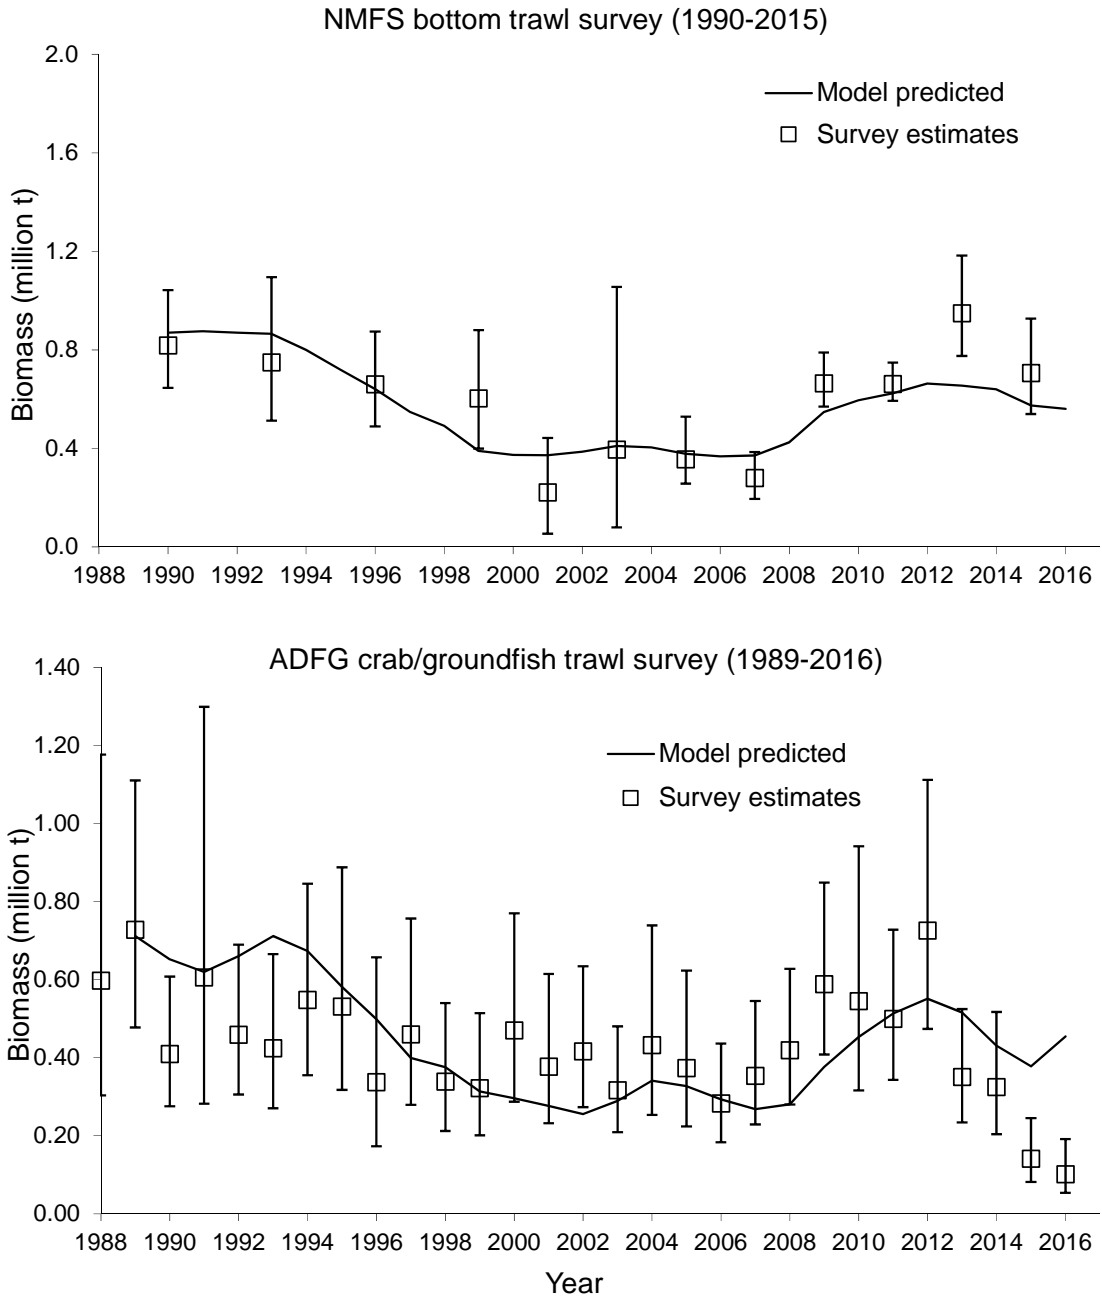 NMFS bottom trawl survey (1990-2015)
2.0
1.6
1.2
0.8
0.4
0.0
Biomass (million t)
Model predicted
Survey estimates
1988 1990 1992 1994 1996 1998 2000 2002 2004 2006 2008 2010 2012 2014 2016
ADFG crab/groundfish trawl survey (1989-2016)
1.40
1.20
1.00
0.80
0.60
0.40
0.20
0.00
Biomass (million t)
Model predicted
Survey estimates
1988 1990 1992 1994 1996 1998 2000 2002 2004 2006 2008 2010 2012 2014 2016
Year